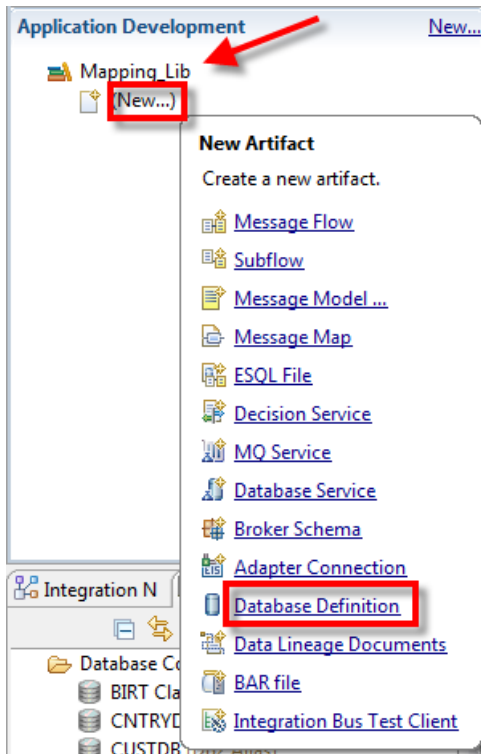 Application Development New...
Mapping_Lib
(New...)
New Artifact
Create a new artifact.
Message Flow
Subflow
Message Model ...
Message Map
ESQL File
Decision Service
MQ Service
Database Service
Broker Schema
Adapter Connection
Database Definition
Data Lineage Documents
BAR file
Integration Bus Test Client
Integration N
Database Co
BIRT Cla
CNTRYD
CUSTDB